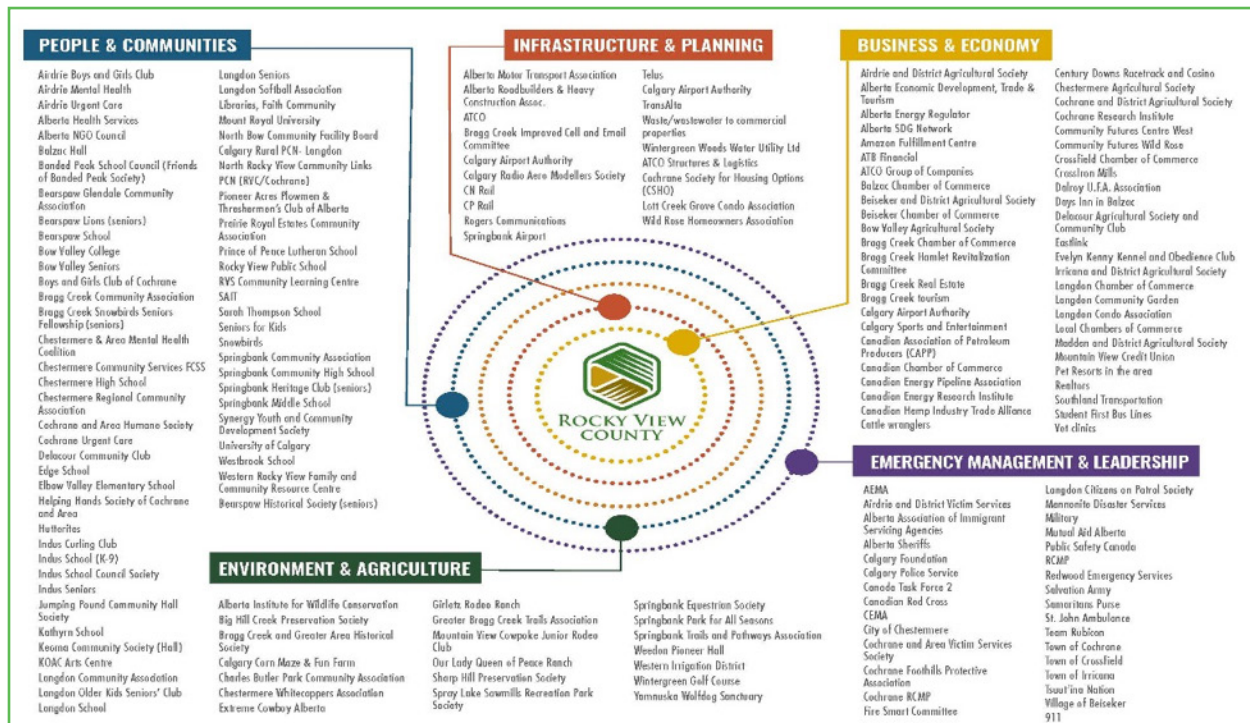 PEOPLE & COMMUNITIES
Airdrie Boys and Girls Club
Airdrie Mental Health
Airdrie Urgent Care
Alberta Health Services
Alberta NGO Council
Balzac Hall
Banded Peak School Council (Friends
of Banded Peak Society)
Bearspaw Glendale Community
Association
Bearspaw Lions (seniors)
Bearspaw School
Bow Valley College
Bow Valley Seniors
Boys and Girls Club of Cochrane
Bragg Creek Community Association
Bragg Creek Snowbirds Seniors
Fellowship (seniors)
Chestermere & Area Mental Health
Coalition
Chestermere Community Services FCSS
Chestermere High School
Chestermere Regional Community
Association
Cochrane and Area Humane Society
Cochrane Urgent Care
Delacour Community Club
Edge School
Elbow Valley Elementary School
Helping Hands Society of Cochrane
and Area
Hutterites
Indus Curling Club
Indus School (K-9)
Indus School Council Society
Indus Seniors
Jumping Pound Community Hall
Society
Kathyrn School
Keoma Community Society (Hall)
KOAC Arts Centre
Langdon Community Association
Langdon Older Kids Seniors' Club
Langdon School
Langdon Seniors
Langdon Softball Association
Libraries, Faith Community
Mount Royal University
North Bow Community Facility Board
Calgary Rural PCN- Langdon
North Rocky View Community Links
PCN (RVC/Cochrane)
Pioneer Acres Plowmen &
Threshermen's Club of Alberta
Prairie Royal Estates Community
Association
Prince of Peace Lutheran School
Rocky View Public School
RVS Community Learning Centre
SAIT
Sarah Thompson School
Seniors for Kids
Snowbirds
Springbank Community Association
Springbank Community High School
Springbank Heritage Club (seniors)
Springbank Middle School
Synergy Youth and Community
Development Society
University of Calgary
Westbrook School
Western Rocky View Family and
Community Resource Centre
Bearspaw Historical Society (seniors)
INFRASTRUCTURE & PLANNING
Alberta Motor Transport Association
Alberta Roadbuilders & Heavy
Construction Assoc.
ATCO
Bragg Creek Improved Cell and Email
Committee
Calgary Airport Authority
Calgary Radio Aero Modellers Society
CN Rail
CP Rail
Rogers Communications
Springbank Airport
Telus
Calgary Airport Authority
TransAlta
Waste/wastewater to commercial
properties
Wintergreen Woods Water Utility Ltd
ATCO Structures & Logistics
Cochrane Society for Housing Options
(CSHO)
Lott Creek Grove Condo Association
Wild Rose Homeowners Association
BUSINESS & ECONOMY
Airdrie and District Agricultural Society
Alberta Economic Development, Trade &
Tourism
Alberta Energy Regulator
Alberta SDG Network
Amazon Fulfillment Centre
ATB Financial
ATCO Group of Companies
Balzac Chamber of Commerce
Beiseker and District Agricultural Society
Beiseker Chamber of Commerce
Bow Valley Agricultural Society
Bragg Creek Chamber of Commerce
Bragg Creek Hamlet Revitalization
Committee
Bragg Creek Real Estate
Bragg Creek tourism
Calgary Airport Authority
Calgary Sports and Entertainment
Canadian Association of Petroleum
Producers (CAPP)
Canadian Chamber of Commerce
Canadian Energy Pipeline Association
Canadian Energy Research Institute
Canadian Hemp Industry Trade Alliance
Cattle wranglers
Century Downs Racetrack and Casino
Chestermere Agricultural Society
Cochrane and District Agricultural Society
Cochrane Research Institute
Community Futures Centre West
Community Futures Wild Rose
Crossfield Chamber of Commerce
CrossIron Mills
Dalroy U.F.A. Association
Days Inn in Balzac
Delacour Agricultural Society and
Community Club
Eastlink
Evelyn Kenny Kennel and Obedience Club
Irricana and District Agricultural Society
Langdon Chamber of Commerce
Langdon Community Garden
Langdon Condo Association
Local Chambers of Commerce
Madden and District Agricultural Society
Mountain View Credit Union
Pet Resorts in the area
Realtors
Southland Transportation
Student First Bus Lines
Vet clinics
ROCKY VIEW
COUNTY
EMERGENCY MANAGEMENT & LEADERSHIP
AEMA
Airdrie and District Victim Services
Alberta Association of Immigrant
Servicing Agencies
Alberta Sheriffs
Calgary Foundation
Calgary Police Service
Canada Task Force 2
Canadian Red Cross
CEMA
City of Chestermere
Cochrane and Area Victim Services
Society
Cochrane Foothills Protective
Association
Cochrane RCMP
Fire Smart Committee
Langdon Citizens on Patrol Society
Mennonite Disaster Services
Military
Mutual Aid Alberta
Public Safety Canada
RCMP
Redwood Emergency Services
Salvation Army
Samaritans Purse
St. John Ambulance
Team Rubicon
Town of Cochrane
Town of Crossfield
Town of Irricana
Tsuut'ina Nation
Village of Beiseker
911
ENVIRONMENT & AGRICULTURE
Alberta Institute for Wildlife Conservation
Big Hill Creek Preservation Society
Bragg Creek and Greater Area Historical
Society
Calgary Corn Maze & Fun Farm
Charles Butler Park Community Association
Chestermere Whitecappers Association
Extreme Cowboy Alberta
Girletz Rodeo Ranch
Greater Bragg Creek Trails Association
Mountain View Cowpoke Junior Rodeo
Club
Our Lady Queen of Peace Ranch
Sharp Hill Preservation Society
Spray Lake Sawmills Recreation Park
Society
Springbank Equestrian Society
Springbank Park for All Seasons
Springbank Trails and Pathways Association
Weedon Pioneer Hall
Western Irrigation District
Wintergreen Golf Course
Yamnuska Wolfdog Sanctuary